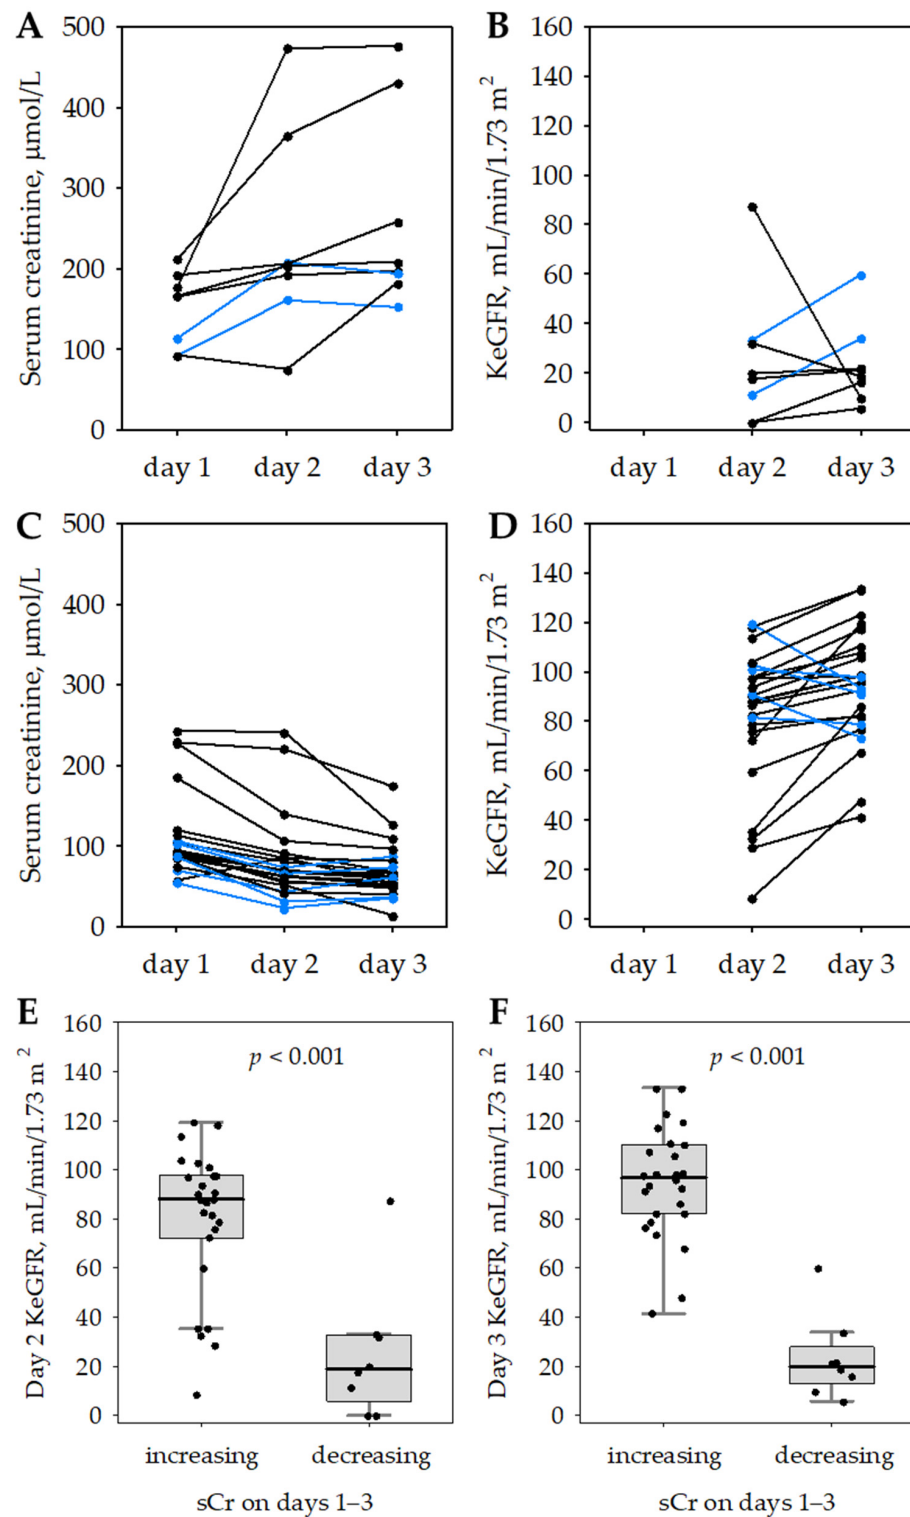 A
Serum creatinine, µmol/L
500
400
300
200
100
0
day 1 day 2 day 3
B
KeGFR, mL/min/1.73 m²
160
140
120
100
80
60
40
20
0
day 1 day 2 day 3
C
Serum creatinine, µmol/L
500
400
300
200
100
0
day 1 day 2 day 3
D
KeGFR, mL/min/1.73 m²
160
140
120
100
80
60
40
20
0
day 1 day 2 day 3
E
Day 2 KeGFR, mL/min/1.73 m²
160
140
120
100
80
60
40
20
0
p < 0.001
increasing decreasing
sCr on days 1–3
F
Day 3 KeGFR, mL/min/1.73 m²
160
140
120
100
80
60
40
20
0
p < 0.001
increasing decreasing
sCr on days 1–3